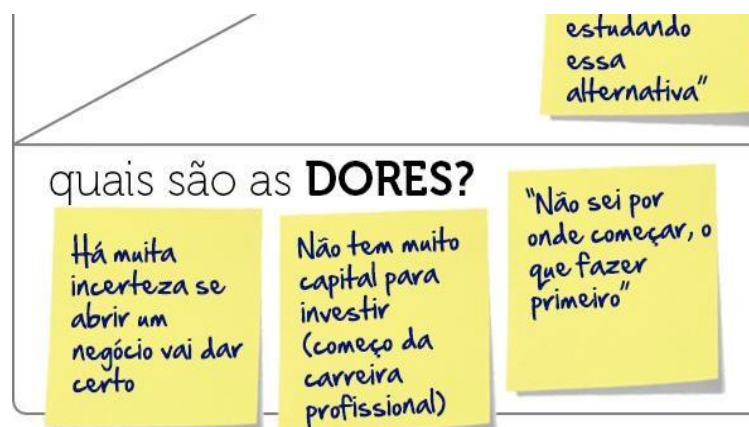 estudando
essa
alternativa"
quais são as DORES?
Há muita
incerteza se
abrir um
negócio vai dar
certo
Não tem muito
capital para
investir
(começo da
carreira
profissional)
"Não sei por
onde começar, o
que fazer
primeiro"